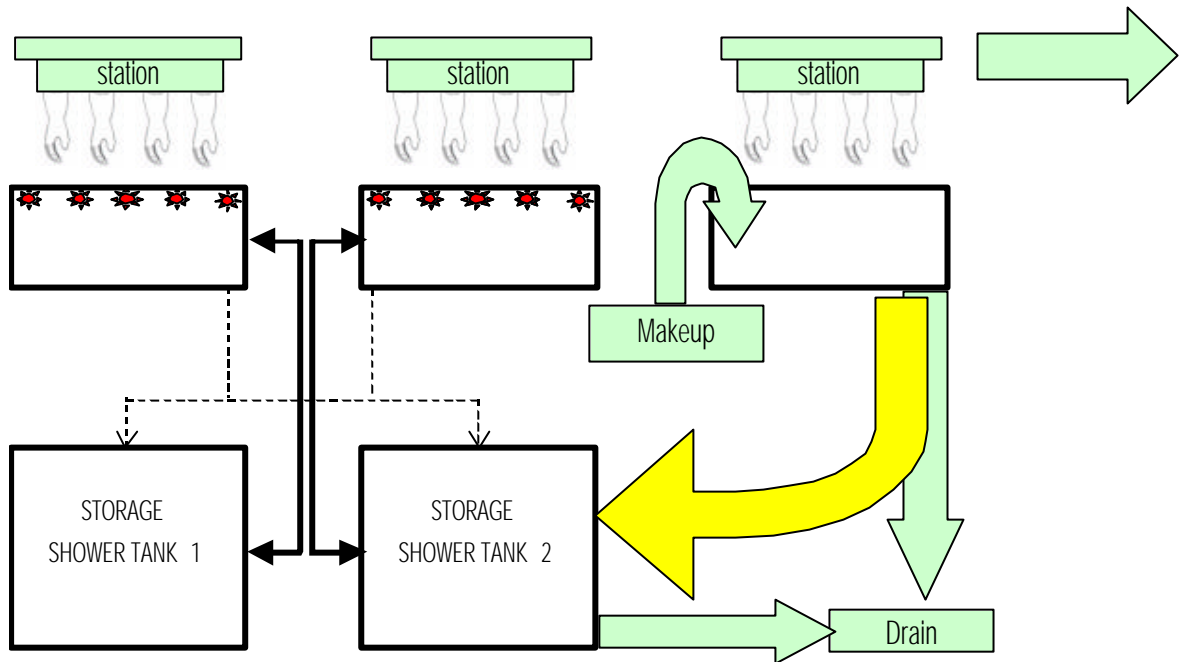 station
station
station
Makeup
STORAGE
SHOWER TANK 1
STORAGE
SHOWER TANK 2
Drain